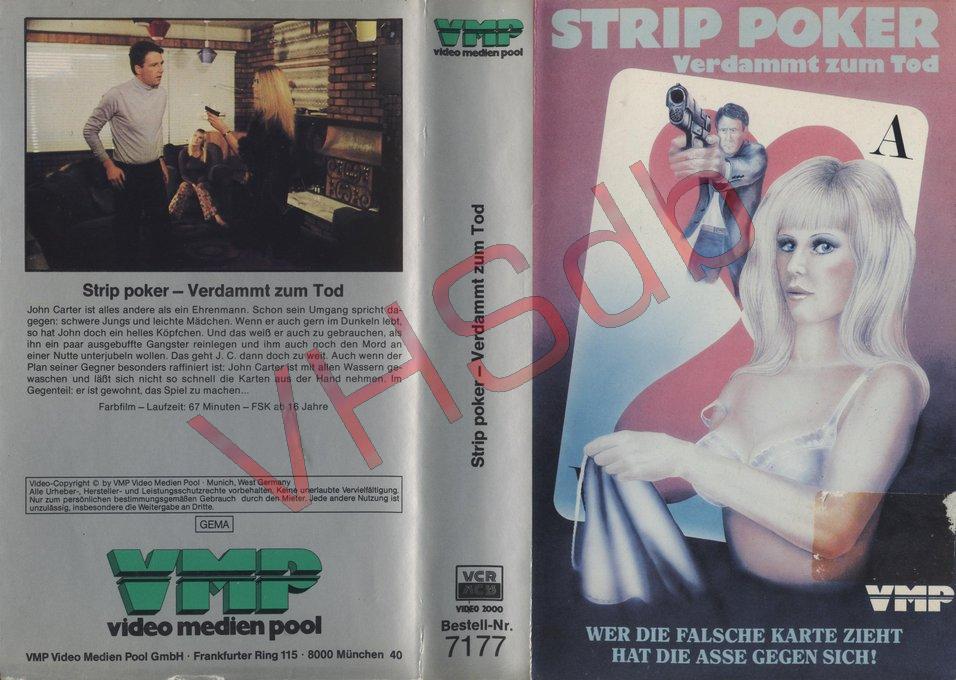 Strip poker – Verdammt zum Tod
John Carter ist alles andere als ein Ehrenmann. Schon sein Umgang spricht da-
gegen: schwere Jungs und leichte Mädchen. Wenn er auch gern im Dunkeln lebt,
so hat John doch ein helles Köpfchen. Und das weiß er auch zu gebrauchen, als
ihn ein paar ausgebuffte Gangster reinlegen und ihm auch noch den Mord an
einer Nutte unterjubeln wollen. Das geht J. C. dann doch zu weit. Auch wenn der
Plan seiner Gegner besonders raffiniert ist: John Carter ist mit allen Wassern ge-
waschen und läßt sich nicht so schnell die Karten aus der Hand nehmen. Im
Gegenteil: er ist gewohnt, das Spiel zu machen...
Farbfilm – Laufzeit: 67 Minuten – FSK ab 16 Jahre
Video-Copyright © by VMP Video Medien Pool · Munich, West Germany
Alle Urheber-, Hersteller- und Leistungsschutzrechte vorbehalten. Keine unerlaubte Vervielfältigung.
Nur zum persönlichen bestimmungsgemäßen Gebrauch durch den Mieter. Jede andere Nutzung ist
unzulässig, insbesondere die Weitergabe an Dritte.
GEMA
VMP
video medien pool
VMP Video Medien Pool GmbH · Frankfurter Ring 115 · 8000 München 40
VMP
video medien pool
Strip poker – Verdammt zum Tod
VCR
VIDEO 2000
Bestell-Nr.
7177
STRIP POKER
Verdammt zum Tod
A
VMP
WER DIE FALSCHE KARTE ZIEHT
HAT DIE ASSE GEGEN SICH!
VHSdb